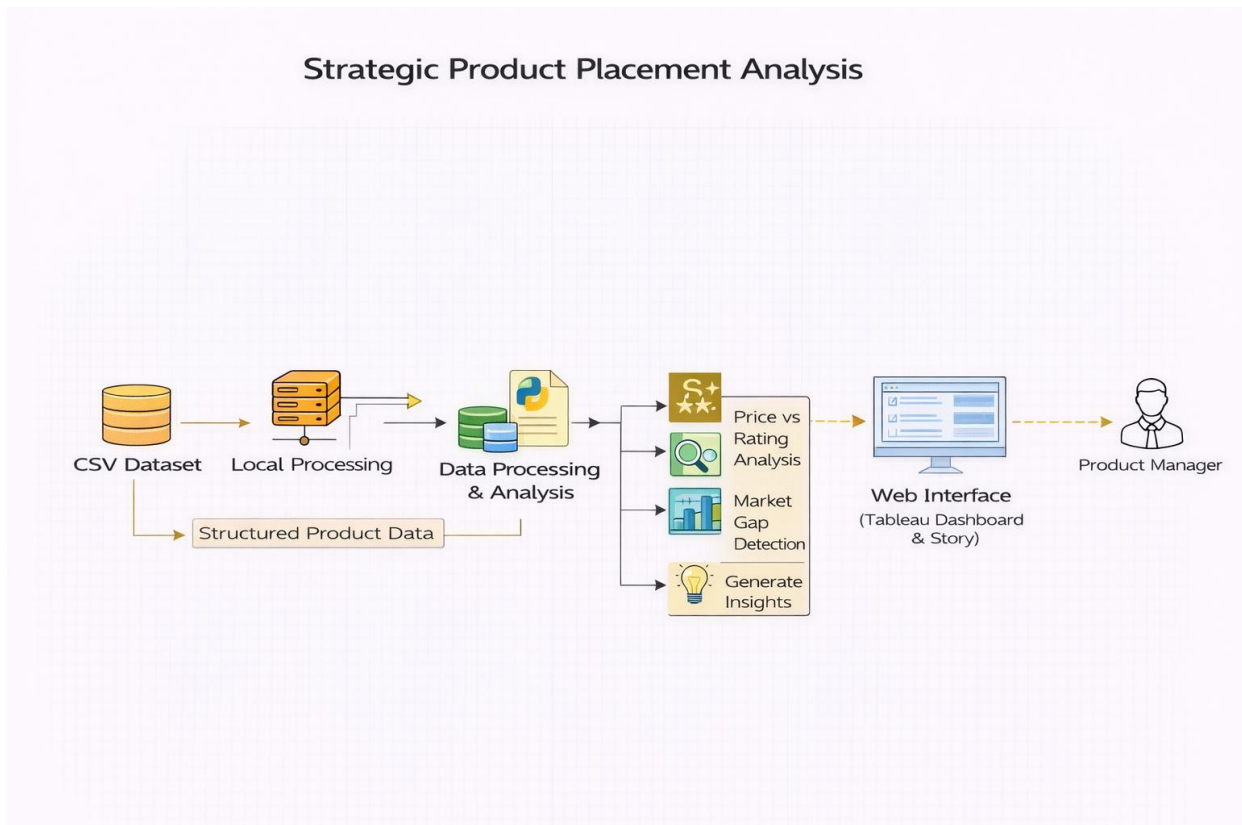 Strategic Product Placement Analysis
CSV Dataset
Local Processing
Structured Product Data
Data Processing
& Analysis
S
Price vs
Rating
Analysis
Market
Gap
Detection
Generate
Insights
Web Interface
(Tableau Dashboard
& Story)
Product Manager